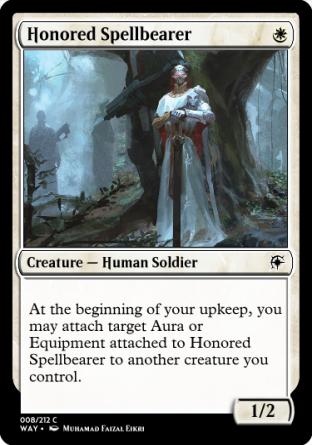 Honored Spellbearer
Creature — Human Soldier
At the beginning of your upkeep, you
may attach target Aura or
Equipment attached to Honored
Spellbearer to another creature you
control.
1/2
008/212 C
WAY • Muhamad Faizal Fikri